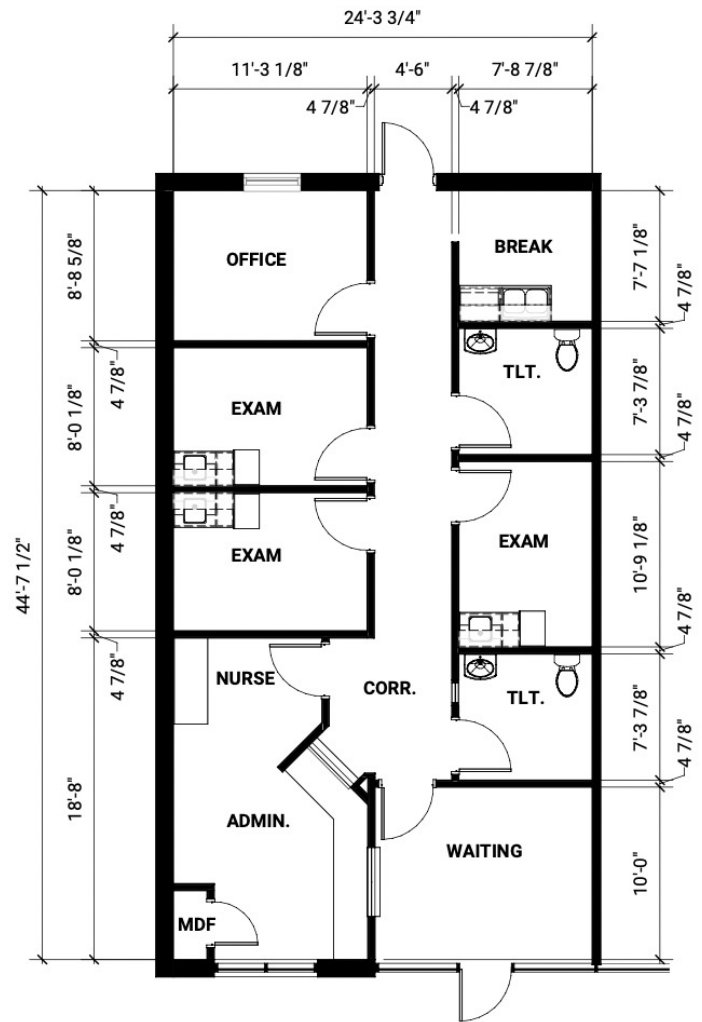 24'-3 3/4"
11'-3 1/8"
4'-6"
7'-8 7/8"
4 7/8"
4 7/8"
OFFICE
BREAK
8'-8 5/8"
7'-7 1/8"
4 7/8"
4 7/8"
TLT.
EXAM
8'-0 1/8"
7'-3 7/8"
4 7/8"
4 7/8"
EXAM
EXAM
44'-7 1/2"
8'-0 1/8"
10'-9 1/8"
4 7/8"
4 7/8"
NURSE
CORR.
TLT.
7'-3 7/8"
4 7/8"
18'-8"
ADMIN.
WAITING
10'-0"
MDF